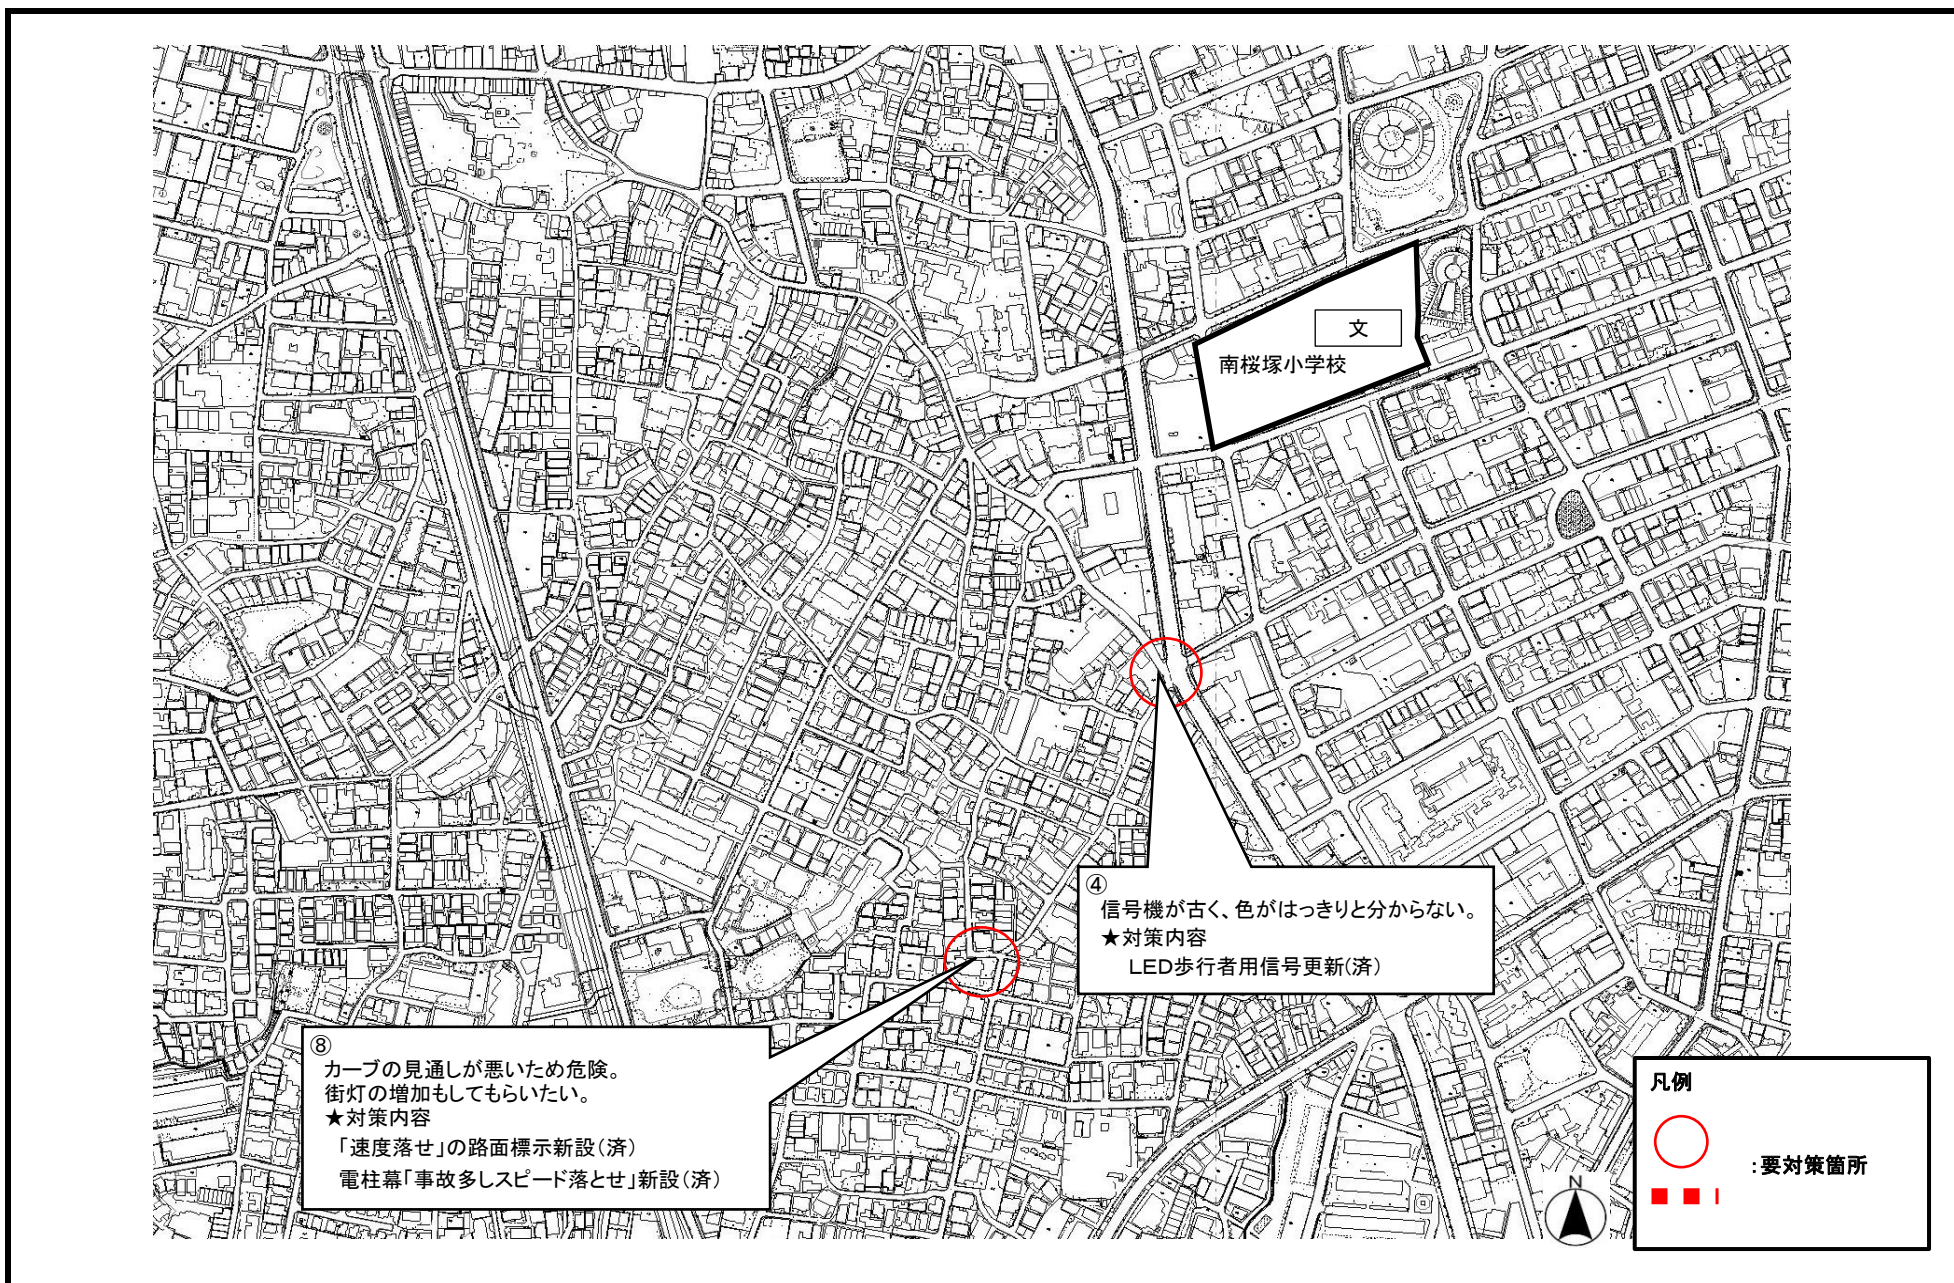 文
南桜塚小学校
④
信号機が古く、色がはっきりと分からない。
★対策内容
LED歩行者用信号更新(済)
⑧
カーブの見通しが悪いため危険。
街灯の増加もしてもらいたい。
★対策内容
「速度落せ」の路面標示新設(済)
電柱幕「事故多しスピード落とせ」新設(済)
凡例
:要対策箇所
N